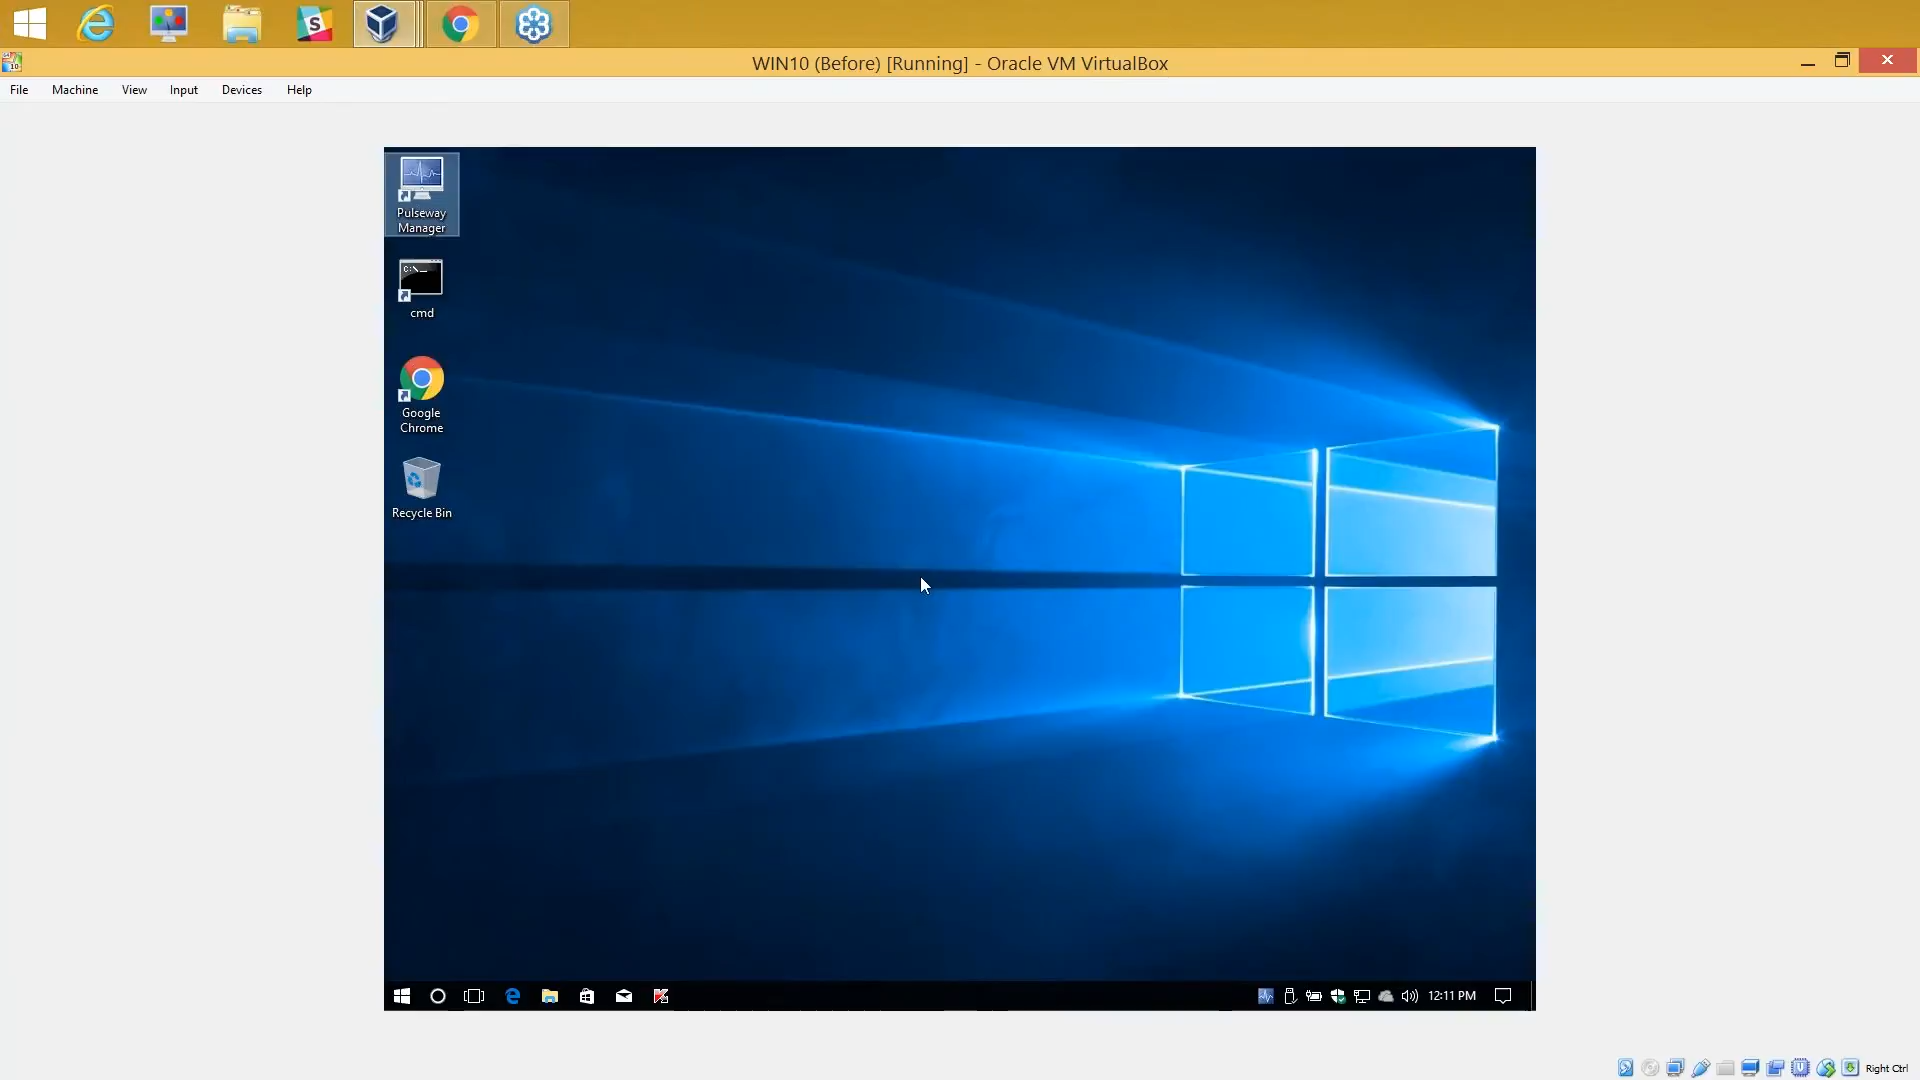 S
WIN10 (Before) [Running] - Oracle VM VirtualBox
File Machine View Input Devices Help
Pulseway
Manager
C:\_
cmd
Google
Chrome
Recycle Bin
12:11 PM
Right Ctrl